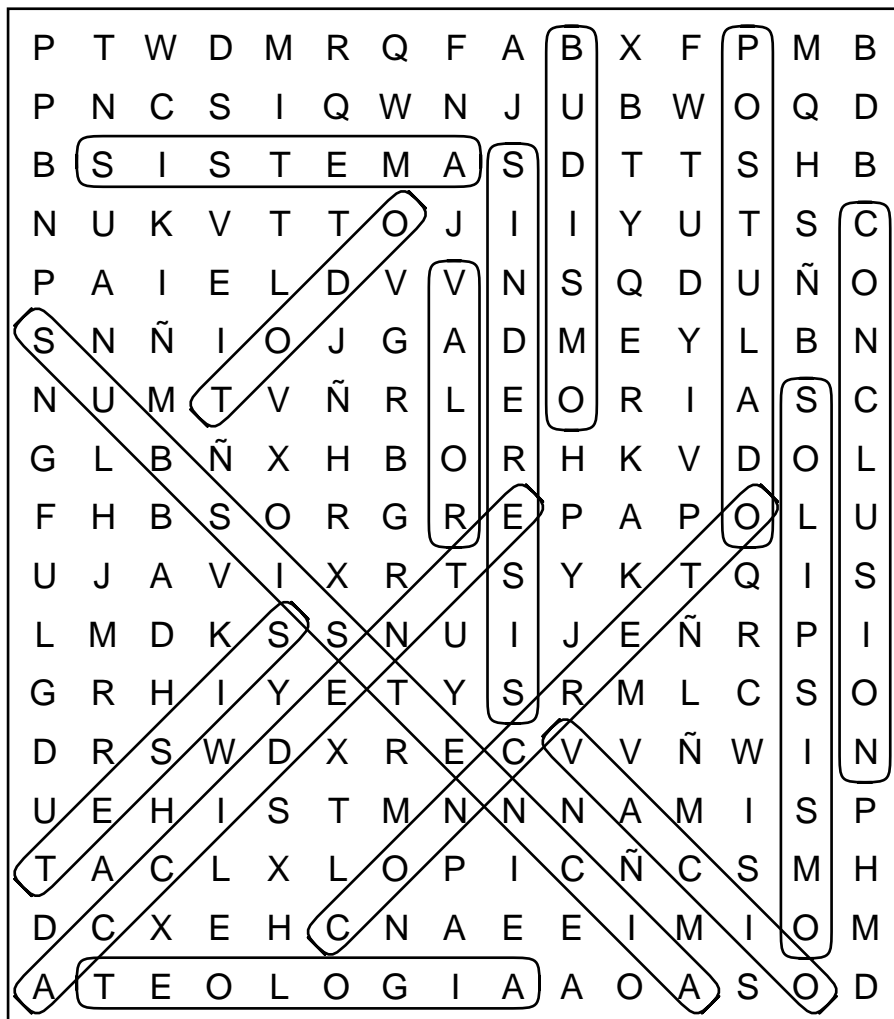 P T W D M R Q F A B X F P M B
P N C S I Q W N J U B W O Q D
B S I S T E M A S D T T S H B
N U K V T T O J I I Y U T S C
P A I E L D V V N S Q D U Ñ O
S N Ñ I O J G A D M E Y L B N
N U M T V Ñ R L E O R I A S C
G L B Ñ X H B O R H K V D O L
F H B S O R G R E P A P O L U
U J A V I X R T S Y K T Q I S
L M D K S S N U I J E Ñ R P I
G R H I Y E T Y S R M L C S O
D R S W D X R E C V V Ñ W I N
U E H I S T M N N N A M I S P
T A C L X L O P I C Ñ C S M H
D C X E H C N A E E I M I O M
A T E O L O G I A A O A S O D